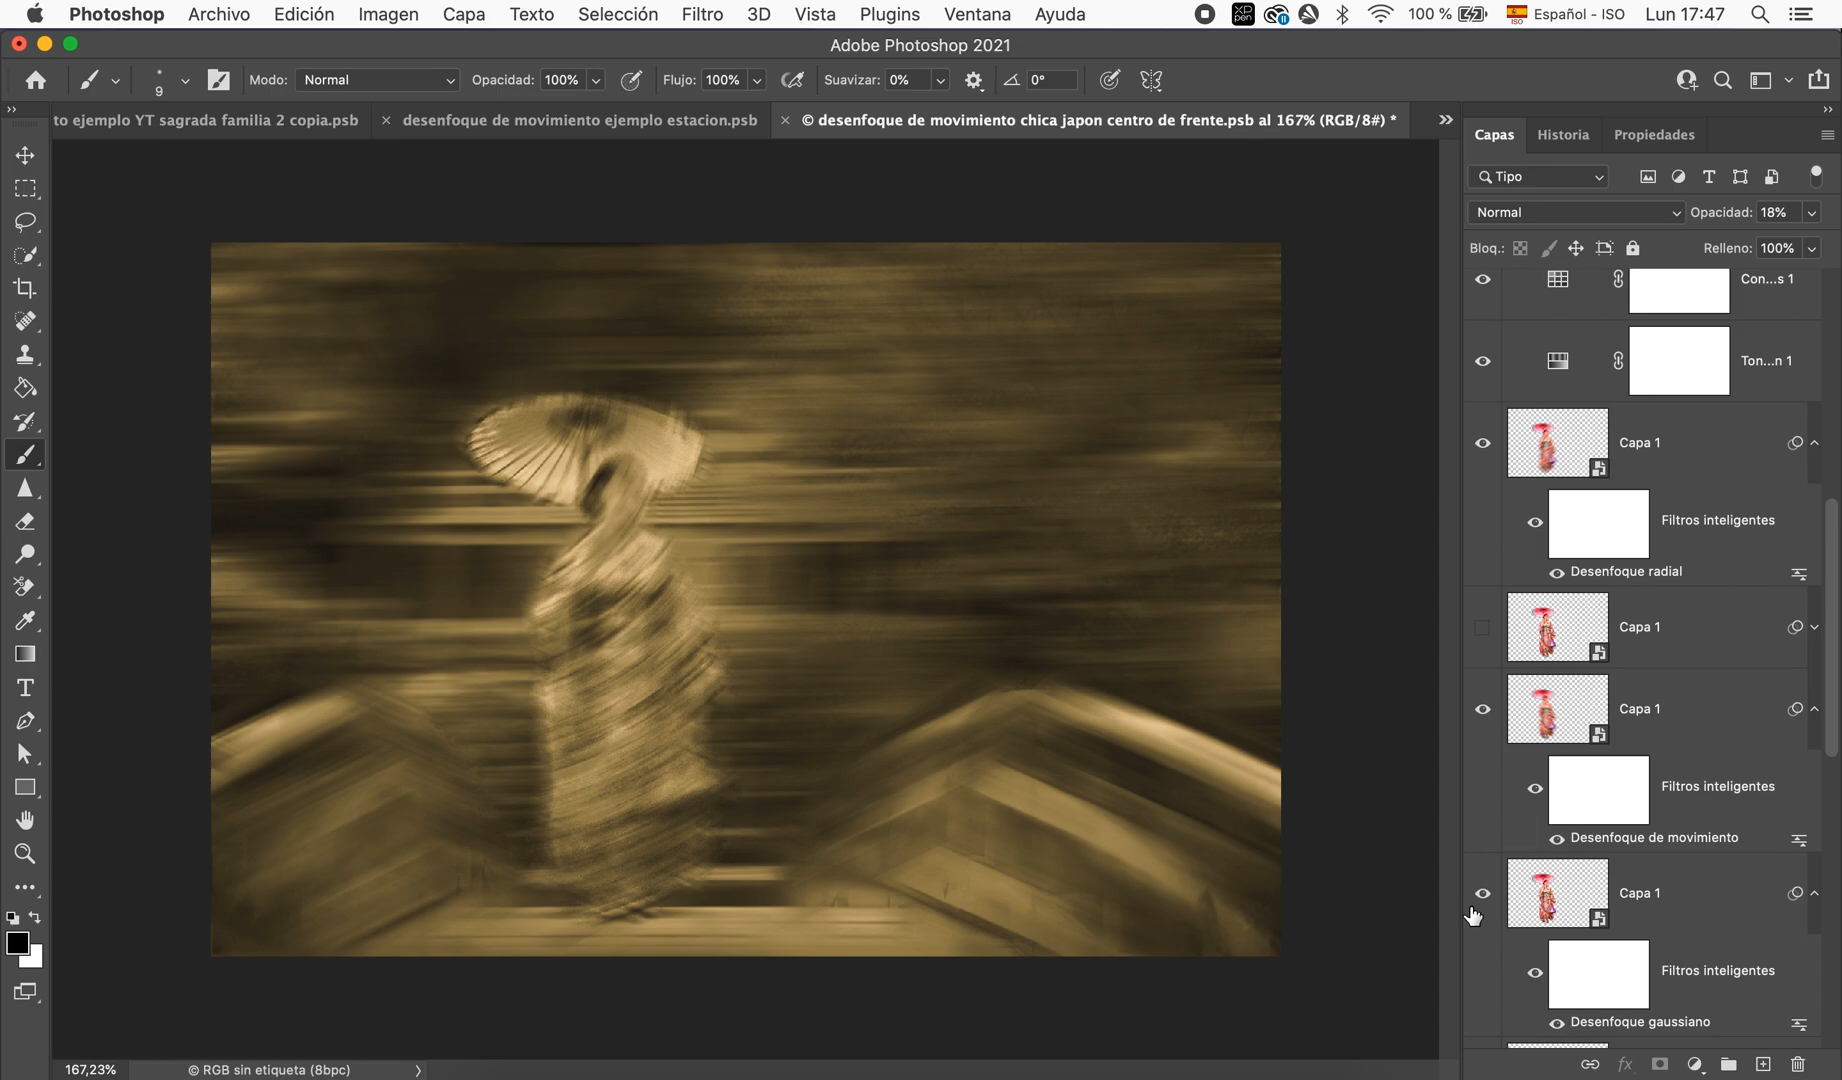 Photoshop Archivo Edición Imagen Capa Texto Selección Filtro 3D Vista Plugins Ventana Ayuda XP pen 100 % ISO Español - ISO Lun 17:47
Adobe Photoshop 2021
9 Modo: Normal Opacidad: 100% Flujo: 100% Suavizar: 0% 0°
to ejemplo YT sagrada familia 2 copia.psb × desenfoque de movimiento ejemplo estacion.psb × © desenfoque de movimiento chica japon centro de frente.psb al 167% (RGB/8#) *
Capas Historia Propiedades
Tipo
Normal Opacidad: 18%
Bloq.: Relleno: 100%
Con...s 1
Ton...n 1
Capa 1
Filtros inteligentes
Desenfoque radial
Capa 1
Capa 1
Filtros inteligentes
Desenfoque de movimiento
Capa 1
Filtros inteligentes
Desenfoque gaussiano
fx
167,23% © RGB sin etiqueta (8bpc)